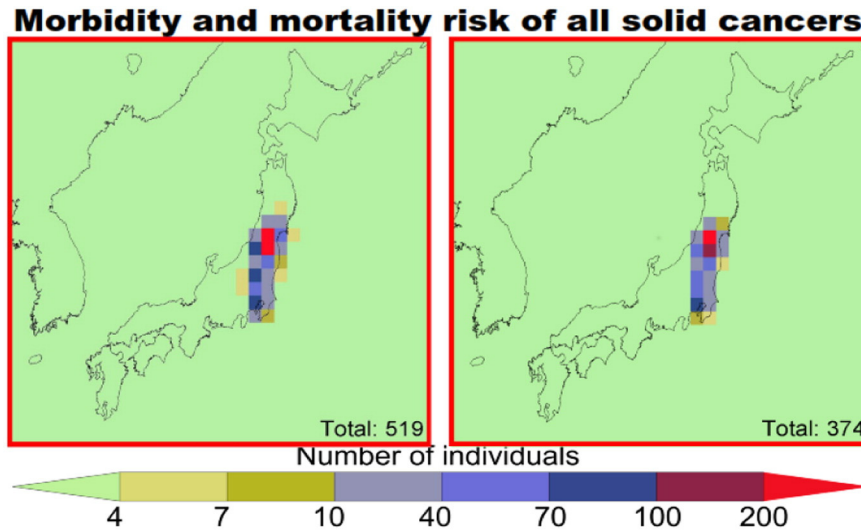 Morbidity and mortality risk of all solid cancers
Total: 519
Total: 374
Number of individuals
4 7 10 40 70 100 200